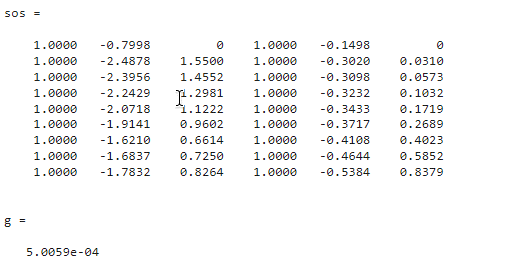 sos =
1.0000 -0.7998 0 1.0000 -0.1498 0
1.0000 -2.4878 1.5500 1.0000 -0.3020 0.0310
1.0000 -2.3956 1.4552 1.0000 -0.3098 0.0573
1.0000 -2.2429 1.2981 1.0000 -0.3232 0.1032
1.0000 -2.0718 1.1222 1.0000 -0.3433 0.1719
1.0000 -1.9141 0.9602 1.0000 -0.3717 0.2689
1.0000 -1.6210 0.6614 1.0000 -0.4108 0.4023
1.0000 -1.6837 0.7250 1.0000 -0.4644 0.5852
1.0000 -1.7832 0.8264 1.0000 -0.5384 0.8379
g =
5.0059e-04